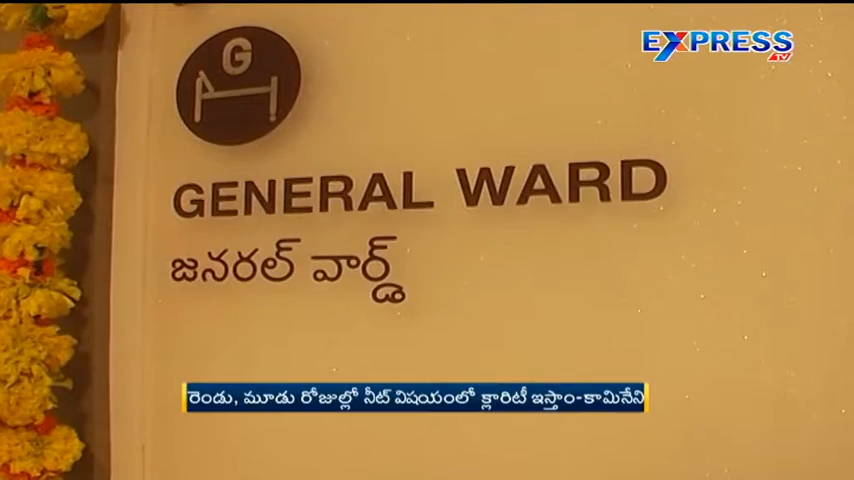 G
EXPRESS
TV
GENERAL WARD
జనరల్ వార్డ్
రెండు, మూడు రోజుల్లో నీట్ విషయంలో క్లారిటీ ఇస్తాం-కామినేని